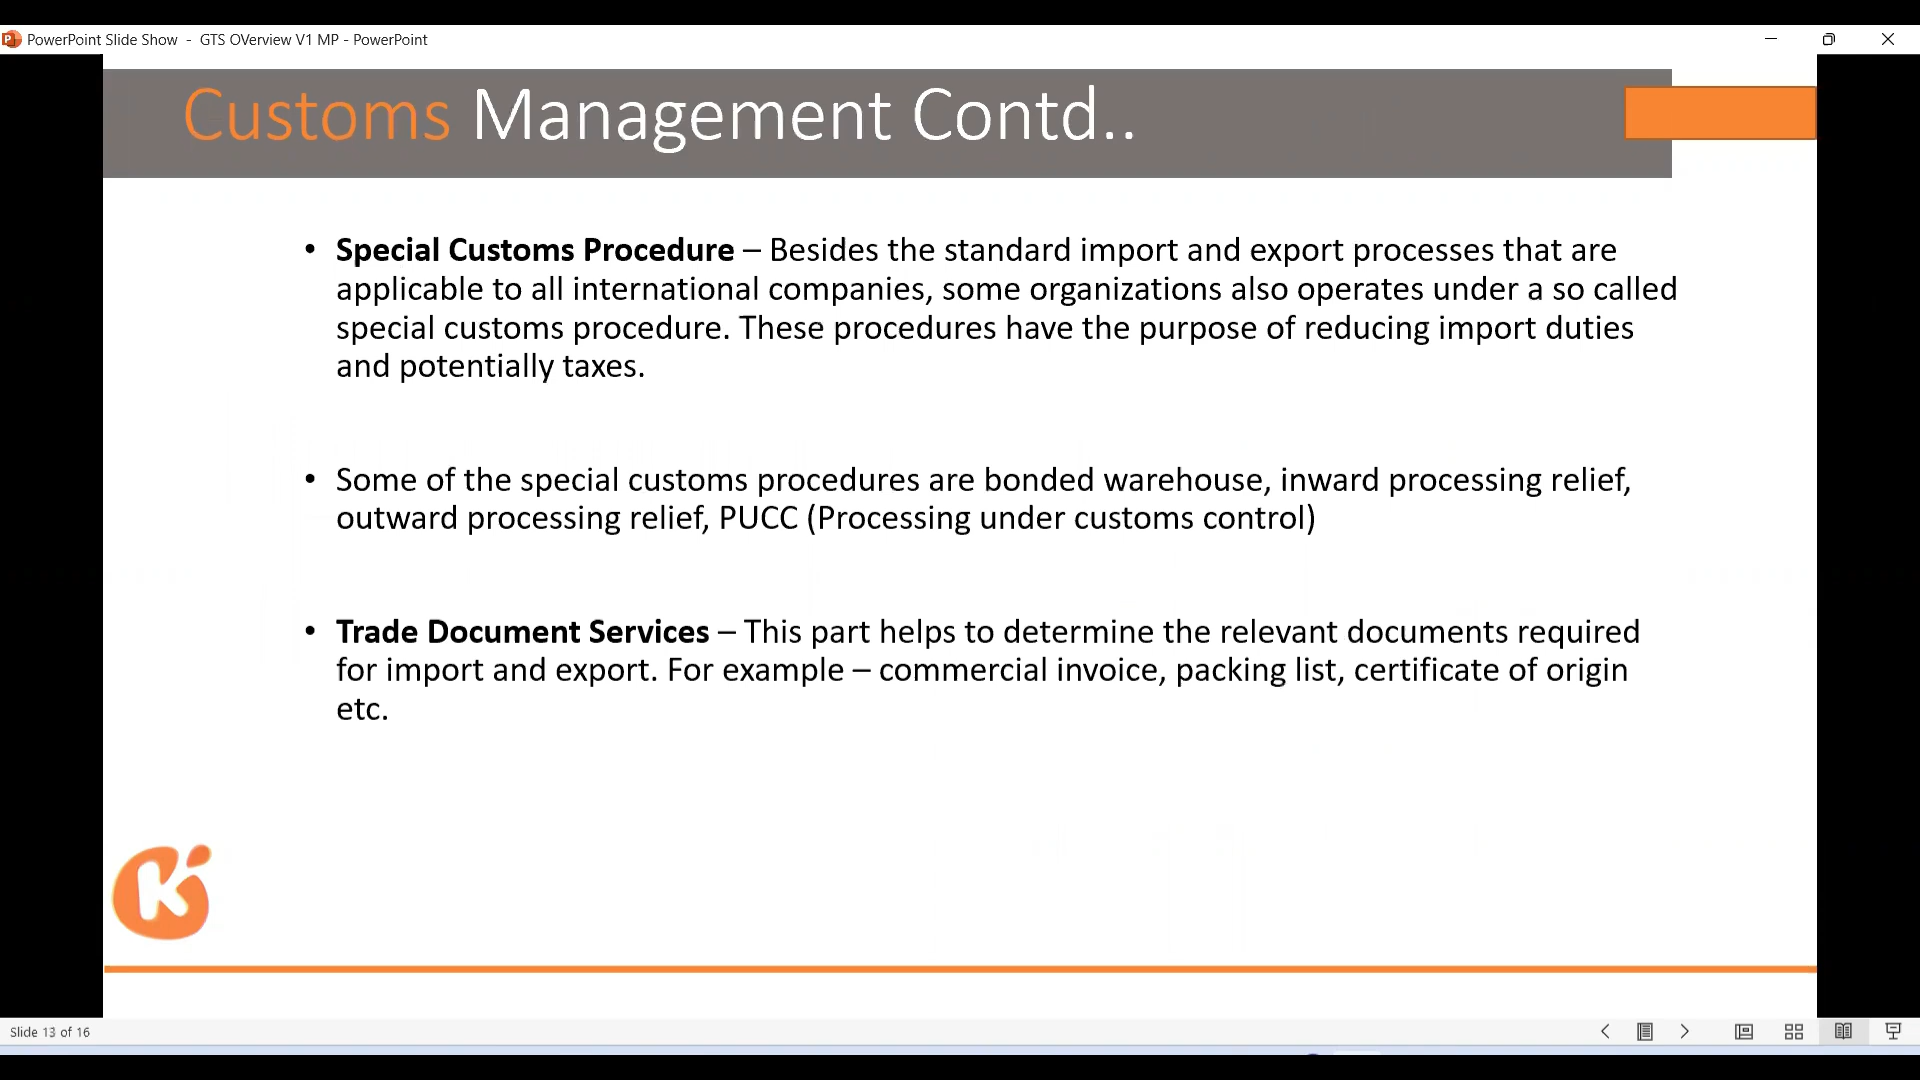 PowerPoint Slide Show - GTS OVerview V1 MP - PowerPoint
Customs Management Contd..
• Special Customs Procedure – Besides the standard import and export processes that are
applicable to all international companies, some organizations also operates under a so called
special customs procedure. These procedures have the purpose of reducing import duties
and potentially taxes.
• Some of the special customs procedures are bonded warehouse, inward processing relief,
outward processing relief, PUCC (Processing under customs control)
• Trade Document Services – This part helps to determine the relevant documents required
for import and export. For example – commercial invoice, packing list, certificate of origin
etc.
K
Slide 13 of 16